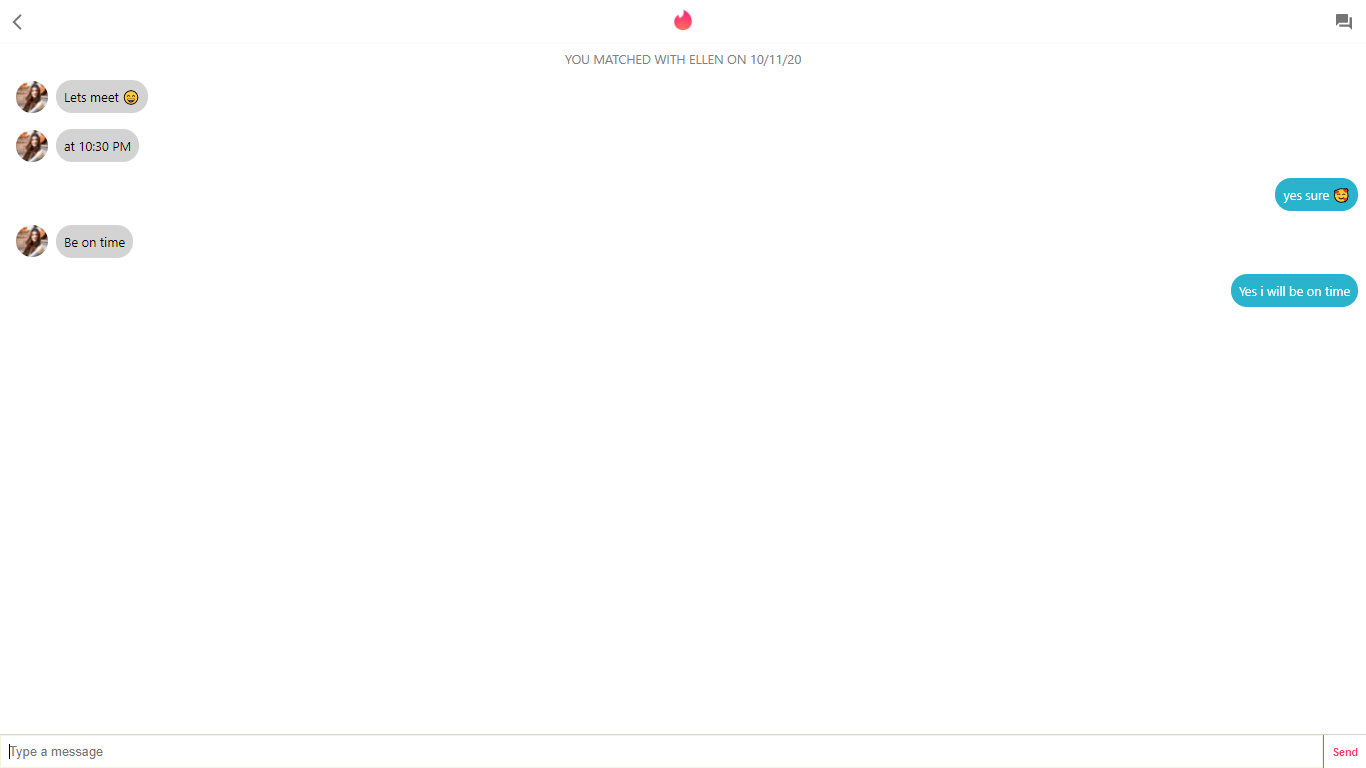 YOU MATCHED WITH ELLEN ON 10/11/20
Lets meet 😄
at 10:30 PM
yes sure 🥰
Be on time
Yes i will be on time
Type a message
Send